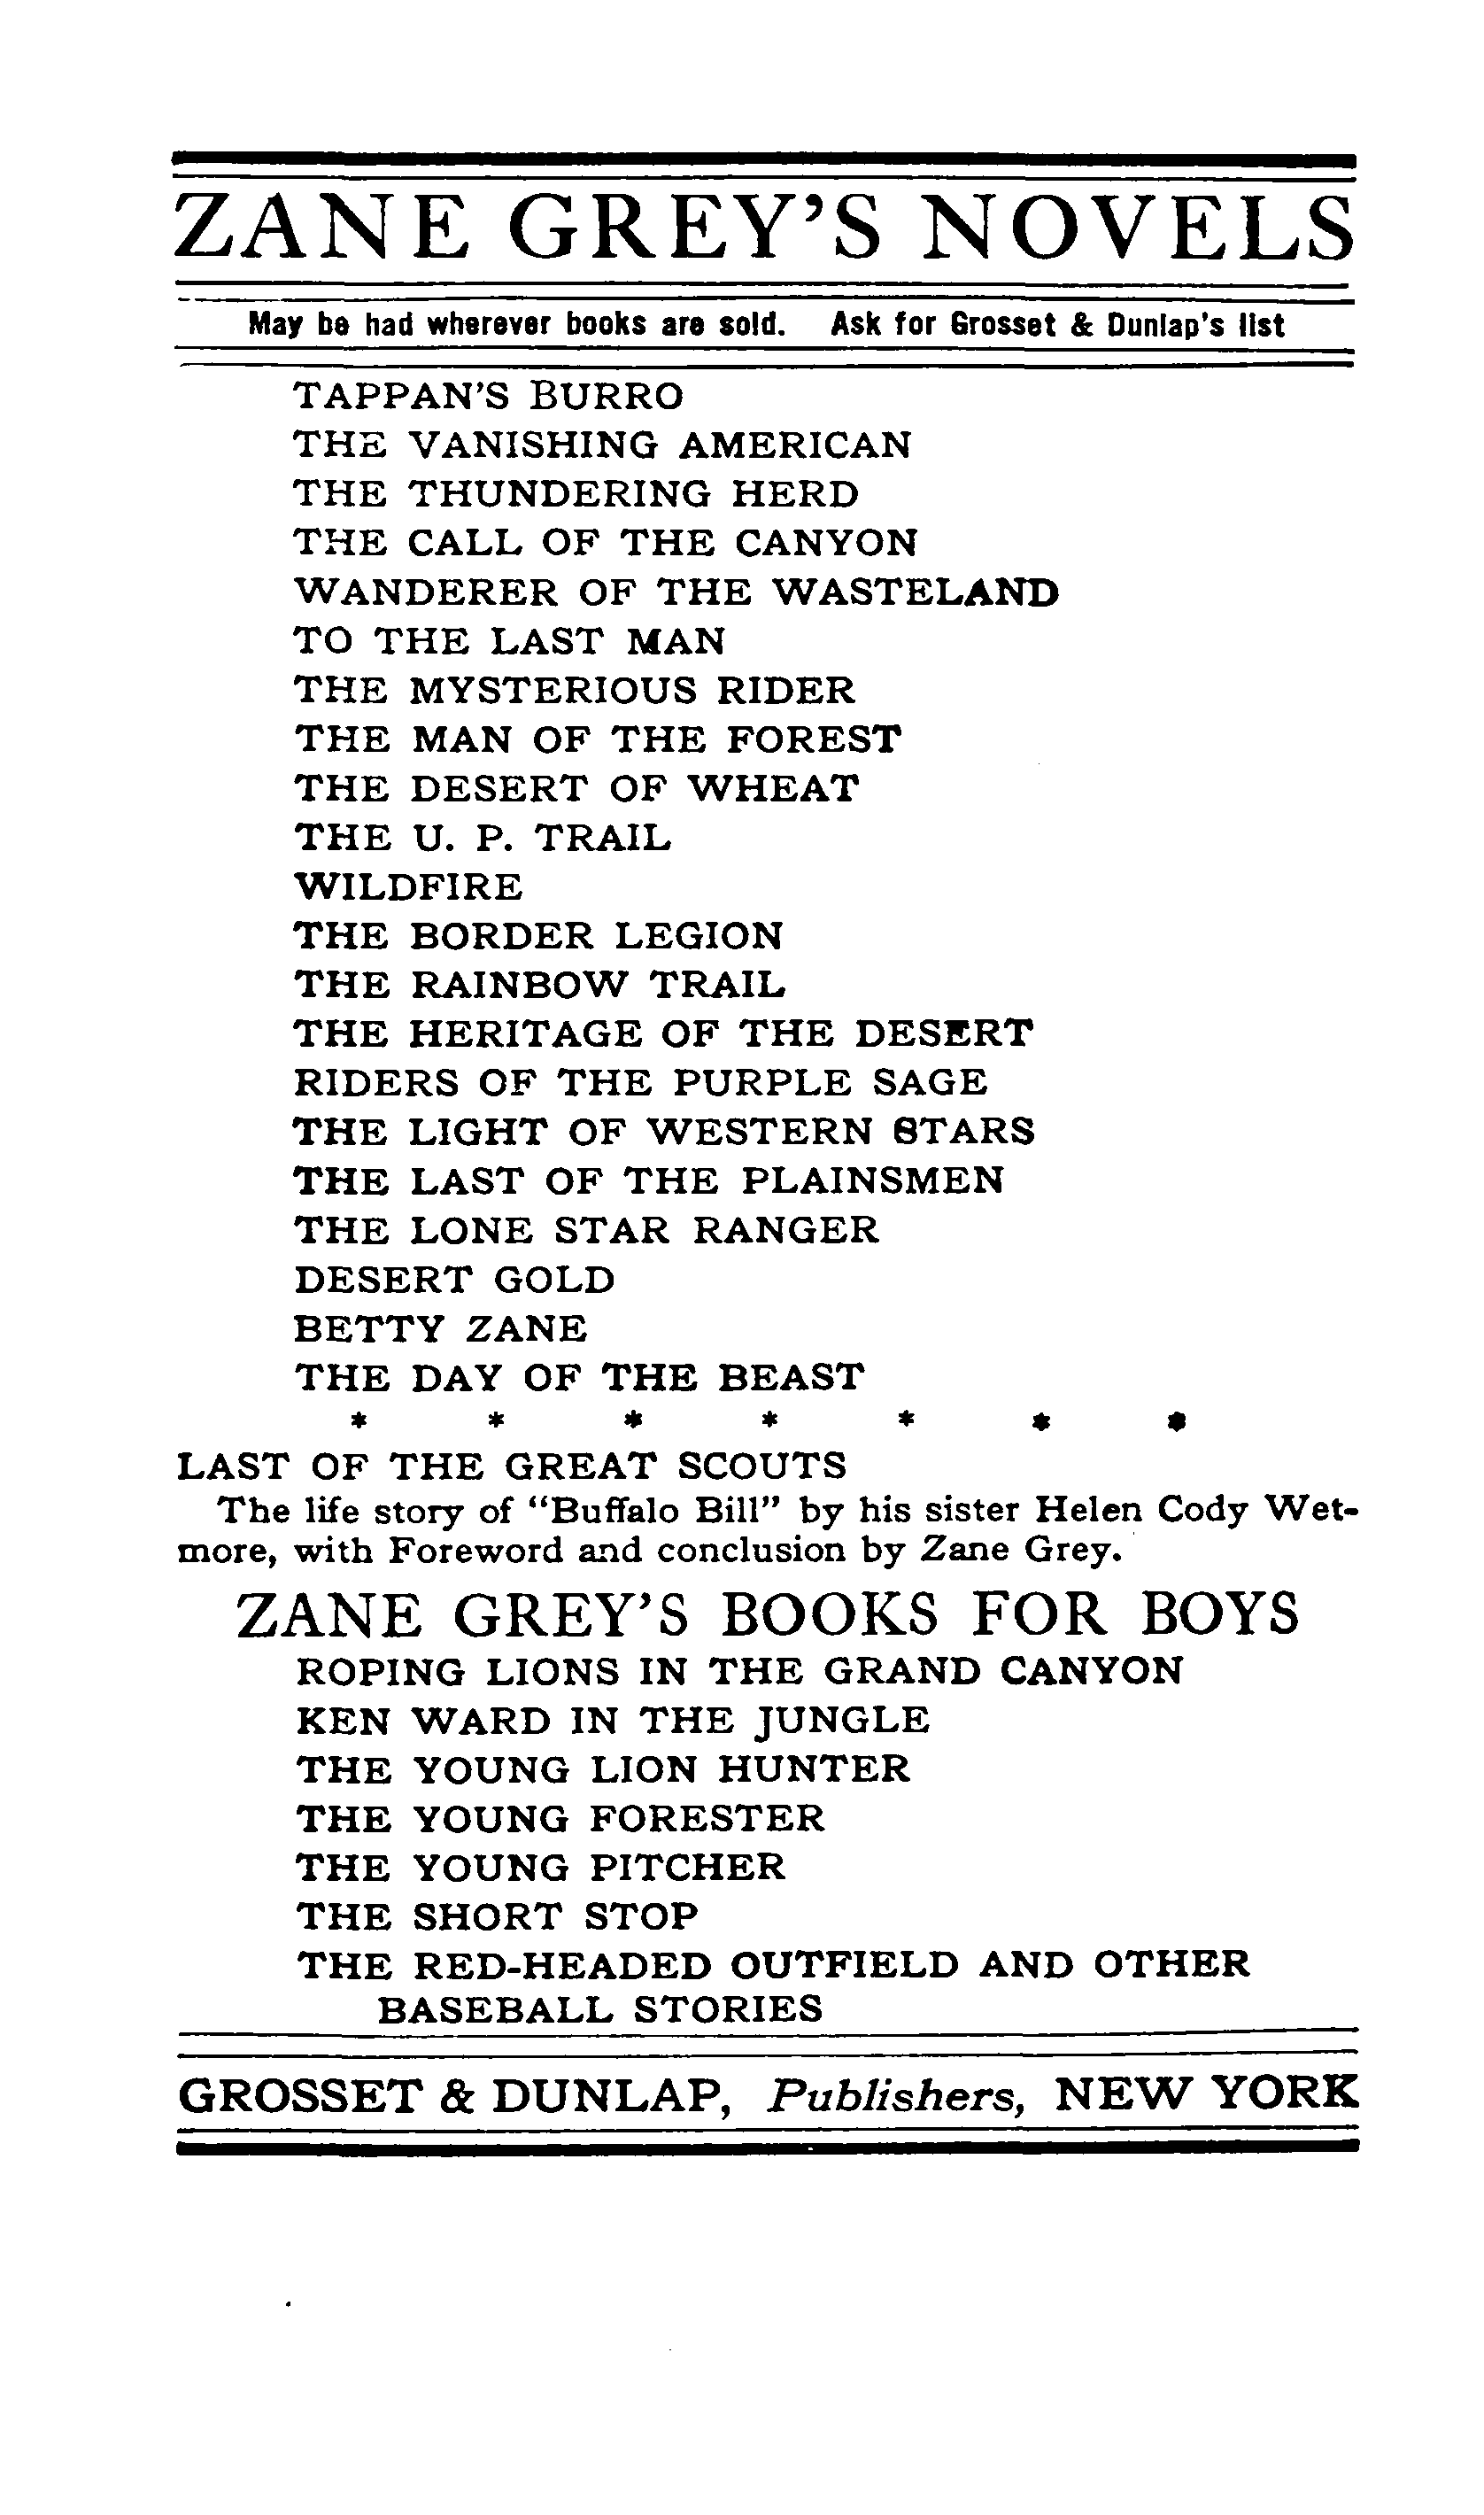 ZANE GREY'S NOVELS
May be had wherever books are sold. Ask for Grosset & Dunlap's list
TAPPAN'S BURRO
THE VANISHING AMERICAN
THE THUNDERING HERD
THE CALL OF THE CANYON
WANDERER OF THE WASTELAND
TO THE LAST MAN
THE MYSTERIOUS RIDER
THE MAN OF THE FOREST
THE DESERT OF WHEAT
THE U. P. TRAIL
WILDFIRE
THE BORDER LEGION
THE RAINBOW TRAIL
THE HERITAGE OF THE DESERT
RIDERS OF THE PURPLE SAGE
THE LIGHT OF WESTERN STARS
THE LAST OF THE PLAINSMEN
THE LONE STAR RANGER
DESERT GOLD
BETTY ZANE
THE DAY OF THE BEAST
* * * * * * *
LAST OF THE GREAT SCOUTS
The life story of "Buffalo Bill" by his sister Helen Cody Wet-
more, with Foreword and conclusion by Zane Grey.
ZANE GREY'S BOOKS FOR BOYS
ROPING LIONS IN THE GRAND CANYON
KEN WARD IN THE JUNGLE
THE YOUNG LION HUNTER
THE YOUNG FORESTER
THE YOUNG PITCHER
THE SHORT STOP
THE RED-HEADED OUTFIELD AND OTHER
BASEBALL STORIES
GROSSET & DUNLAP, Publishers, NEW YORK